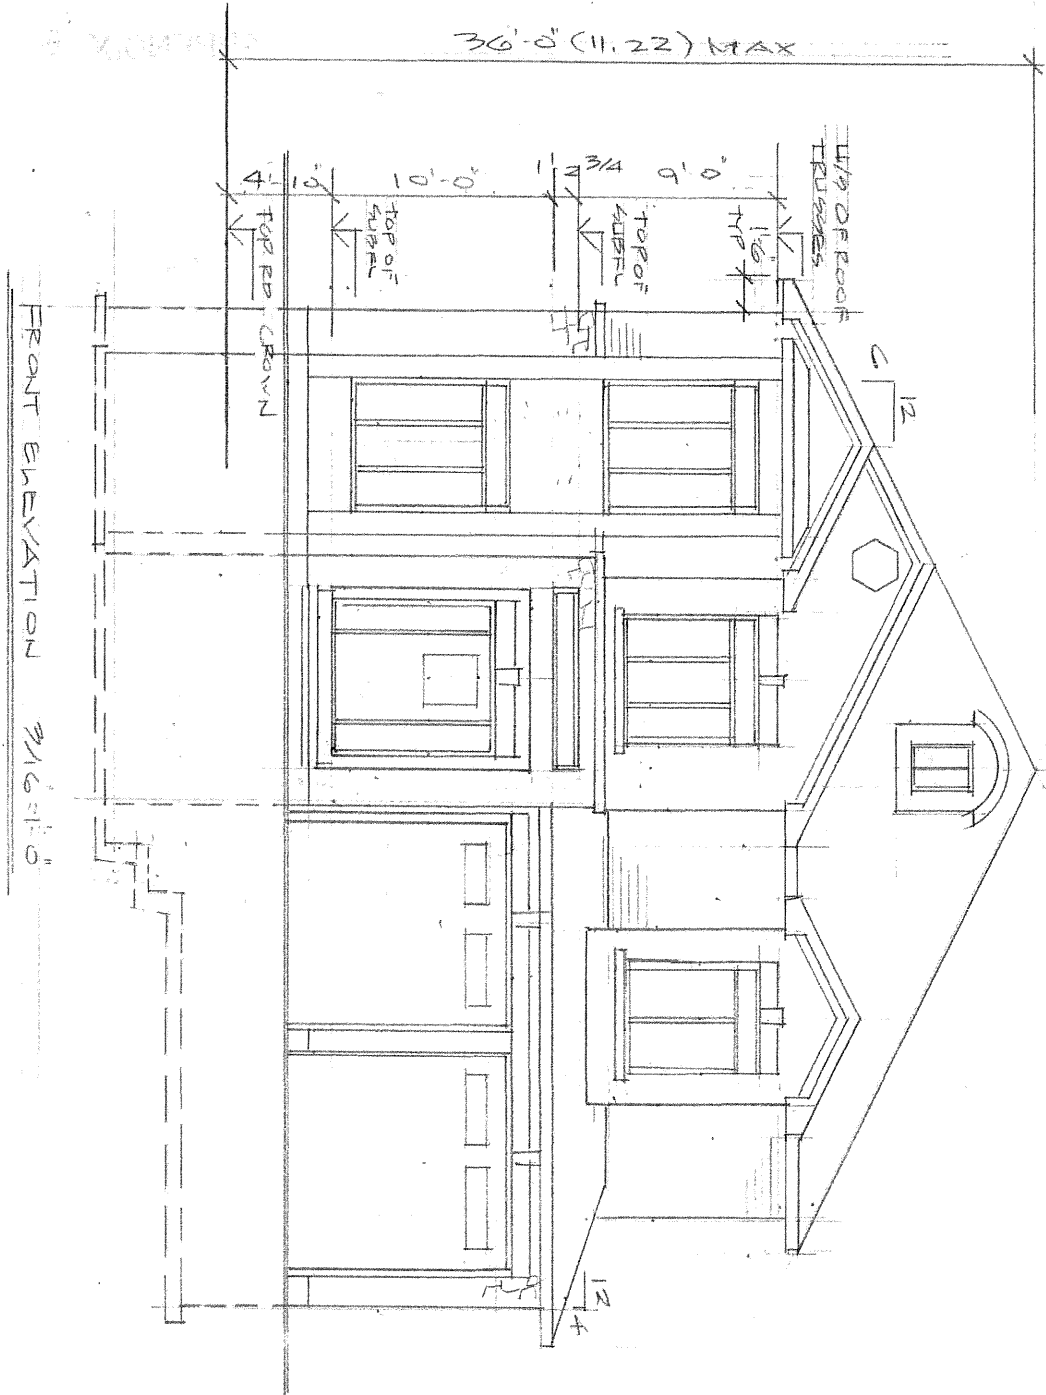 36'-0" (11.22) MAX
U/S OF ROOF
TRUSSES
9'-0"
1'-6"
TYP
1'-2 3/4
TOP OF
SUBFL
10'-0"
TOP OF
SUBFL
4'-10"
TOP RD CROWN
6
12
12
4
FRONT ELEVATION 3/16"=1'-0"